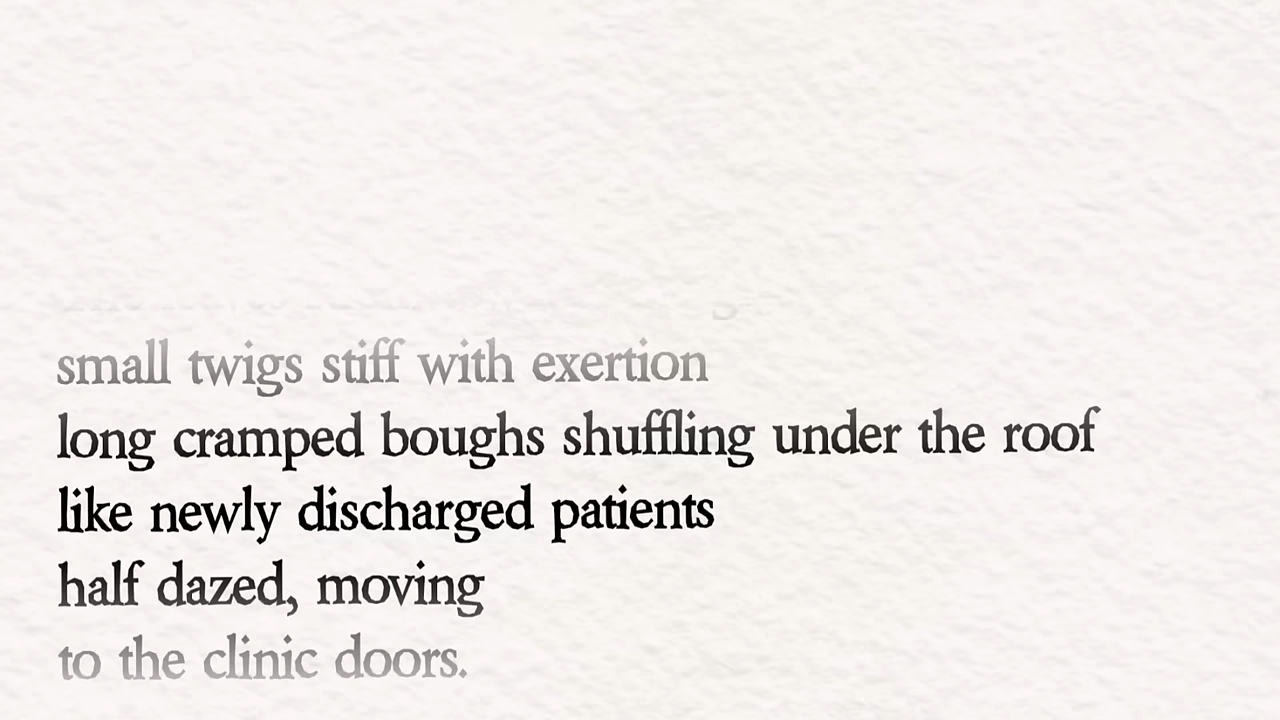 small twigs stiff with exertion
long cramped boughs shuffling under the roof
like newly discharged patients
half dazed, moving
to the clinic doors.